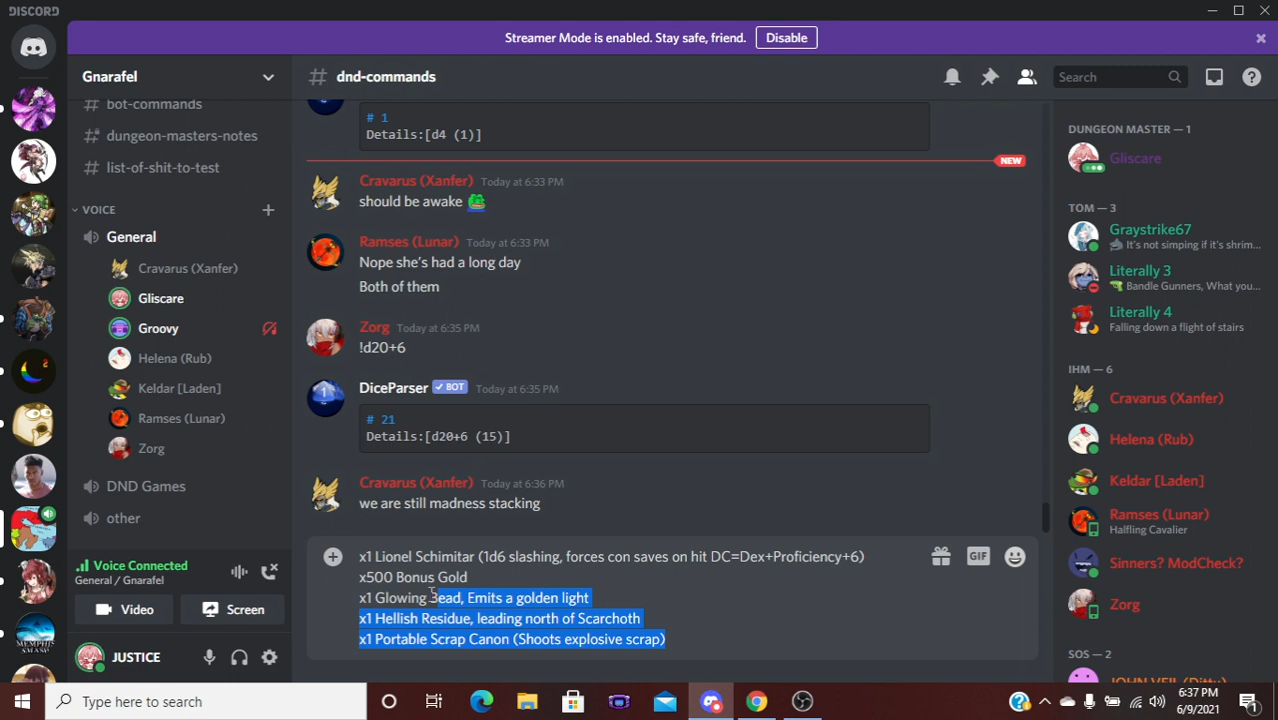 DISCORD
Streamer Mode is enabled. Stay safe, friend.
Disable
Gnarafel
bot-commands
dungeon-masters-notes
list-of-shit-to-test
VOICE
General
Cravarus (Xanfer)
Gliscare
Groovy
Helena (Rub)
Keldar [Laden]
Ramses (Lunar)
Zorg
DND Games
other
Voice Connected
General / Gnarafel
Video
Screen
JUSTICE
# dnd-commands
Search
# 1
Details:[d4 (1)]
NEW
Cravarus (Xanfer) Today at 6:33 PM
should be awake
Ramses (Lunar) Today at 6:33 PM
Nope she's had a long day
Both of them
Zorg Today at 6:35 PM
!d20+6
DiceParser ✓ BOT Today at 6:35 PM
# 21
Details:[d20+6 (15)]
Cravarus (Xanfer) Today at 6:36 PM
we are still madness stacking
x1 Lionel Schimitar (1d6 slashing, forces con saves on hit DC=Dex+Proficiency+6)
x500 Bonus Gold
x1 Glowing ead, Emits a golden light
x1 Hellish Residue, leading north of Scarchoth
x1 Portable Scrap Canon (Shoots explosive scrap)
GIF
DUNGEON MASTER — 1
Gliscare
TOM — 3
Graystrike67
It's not simping if it's shrim...
Literally 3
Bandle Gunners, What you...
Literally 4
Falling down a flight of stairs
IHM — 6
Cravarus (Xanfer)
Helena (Rub)
Keldar [Laden]
Ramses (Lunar)
Halfling Cavalier
Sinners? ModCheck?
Zorg
SOS — 2
JOHN VEIL (Ditty)
Type here to search
6:37 PM
6/9/2021
1